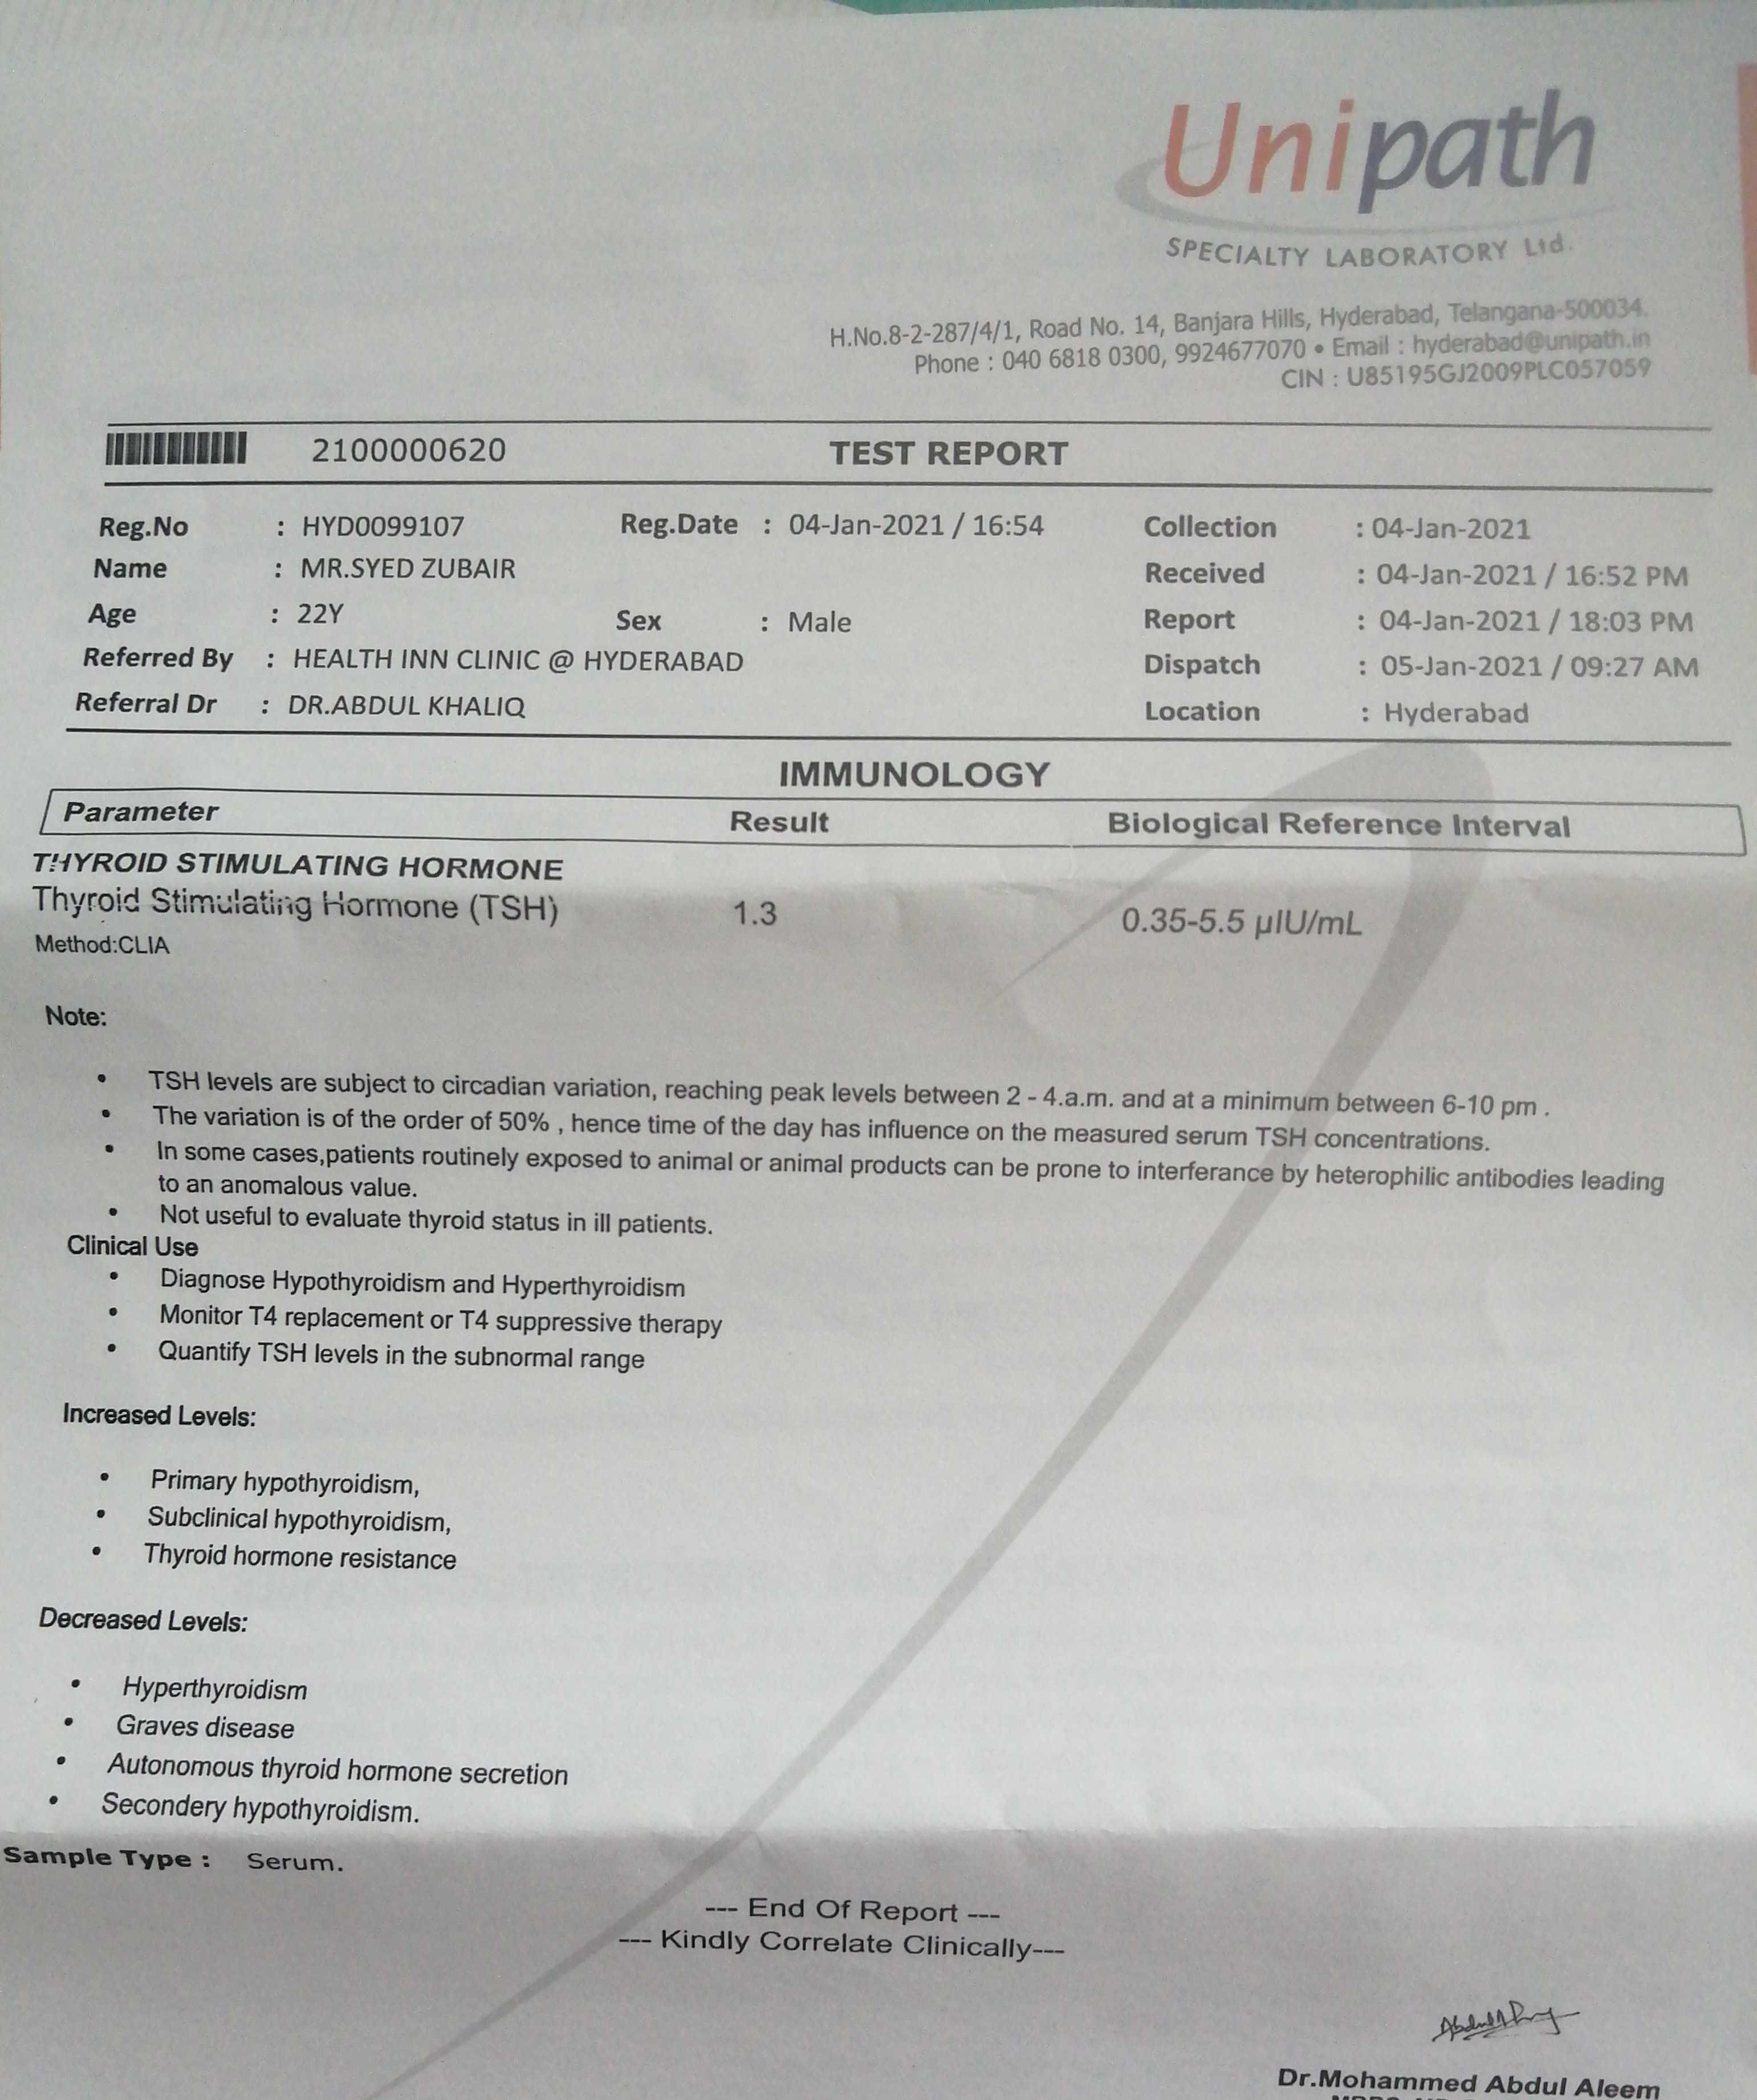 Unipath
SPECIALTY LABORATORY Ltd.
H.No.8-2-287/4/1, Road No. 14, Banjara Hills, Hyderabad, Telangana-500034.
Phone : 040 6818 0300, 9924677070 • Email : hyderabad@unipath.in
CIN : U85195GJ2009PLC057059
2100000620 TEST REPORT
Reg.No : HYD0099107 Reg.Date : 04-Jan-2021 / 16:54 Collection : 04-Jan-2021
Name : MR.SYED ZUBAIR Received : 04-Jan-2021 / 16:52 PM
Age : 22Y Sex : Male Report : 04-Jan-2021 / 18:03 PM
Referred By : HEALTH INN CLINIC @ HYDERABAD Dispatch : 05-Jan-2021 / 09:27 AM
Referral Dr : DR.ABDUL KHALIQ Location : Hyderabad
IMMUNOLOGY
Parameter Result Biological Reference Interval
THYROID STIMULATING HORMONE
Thyroid Stimulating Hormone (TSH) 1.3 0.35-5.5 µIU/mL
Method:CLIA
Note:
• TSH levels are subject to circadian variation, reaching peak levels between 2 - 4.a.m. and at a minimum between 6-10 pm .
• The variation is of the order of 50% , hence time of the day has influence on the measured serum TSH concentrations.
• In some cases,patients routinely exposed to animal or animal products can be prone to interferance by heterophilic antibodies leading
to an anomalous value.
• Not useful to evaluate thyroid status in ill patients.
Clinical Use
• Diagnose Hypothyroidism and Hyperthyroidism
• Monitor T4 replacement or T4 suppressive therapy
• Quantify TSH levels in the subnormal range
Increased Levels:
• Primary hypothyroidism,
• Subclinical hypothyroidism,
• Thyroid hormone resistance
Decreased Levels:
• Hyperthyroidism
• Graves disease
• Autonomous thyroid hormone secretion
• Secondery hypothyroidism.
Sample Type : Serum.
--- End Of Report ---
--- Kindly Correlate Clinically---
Dr.Mohammed Abdul Aleem